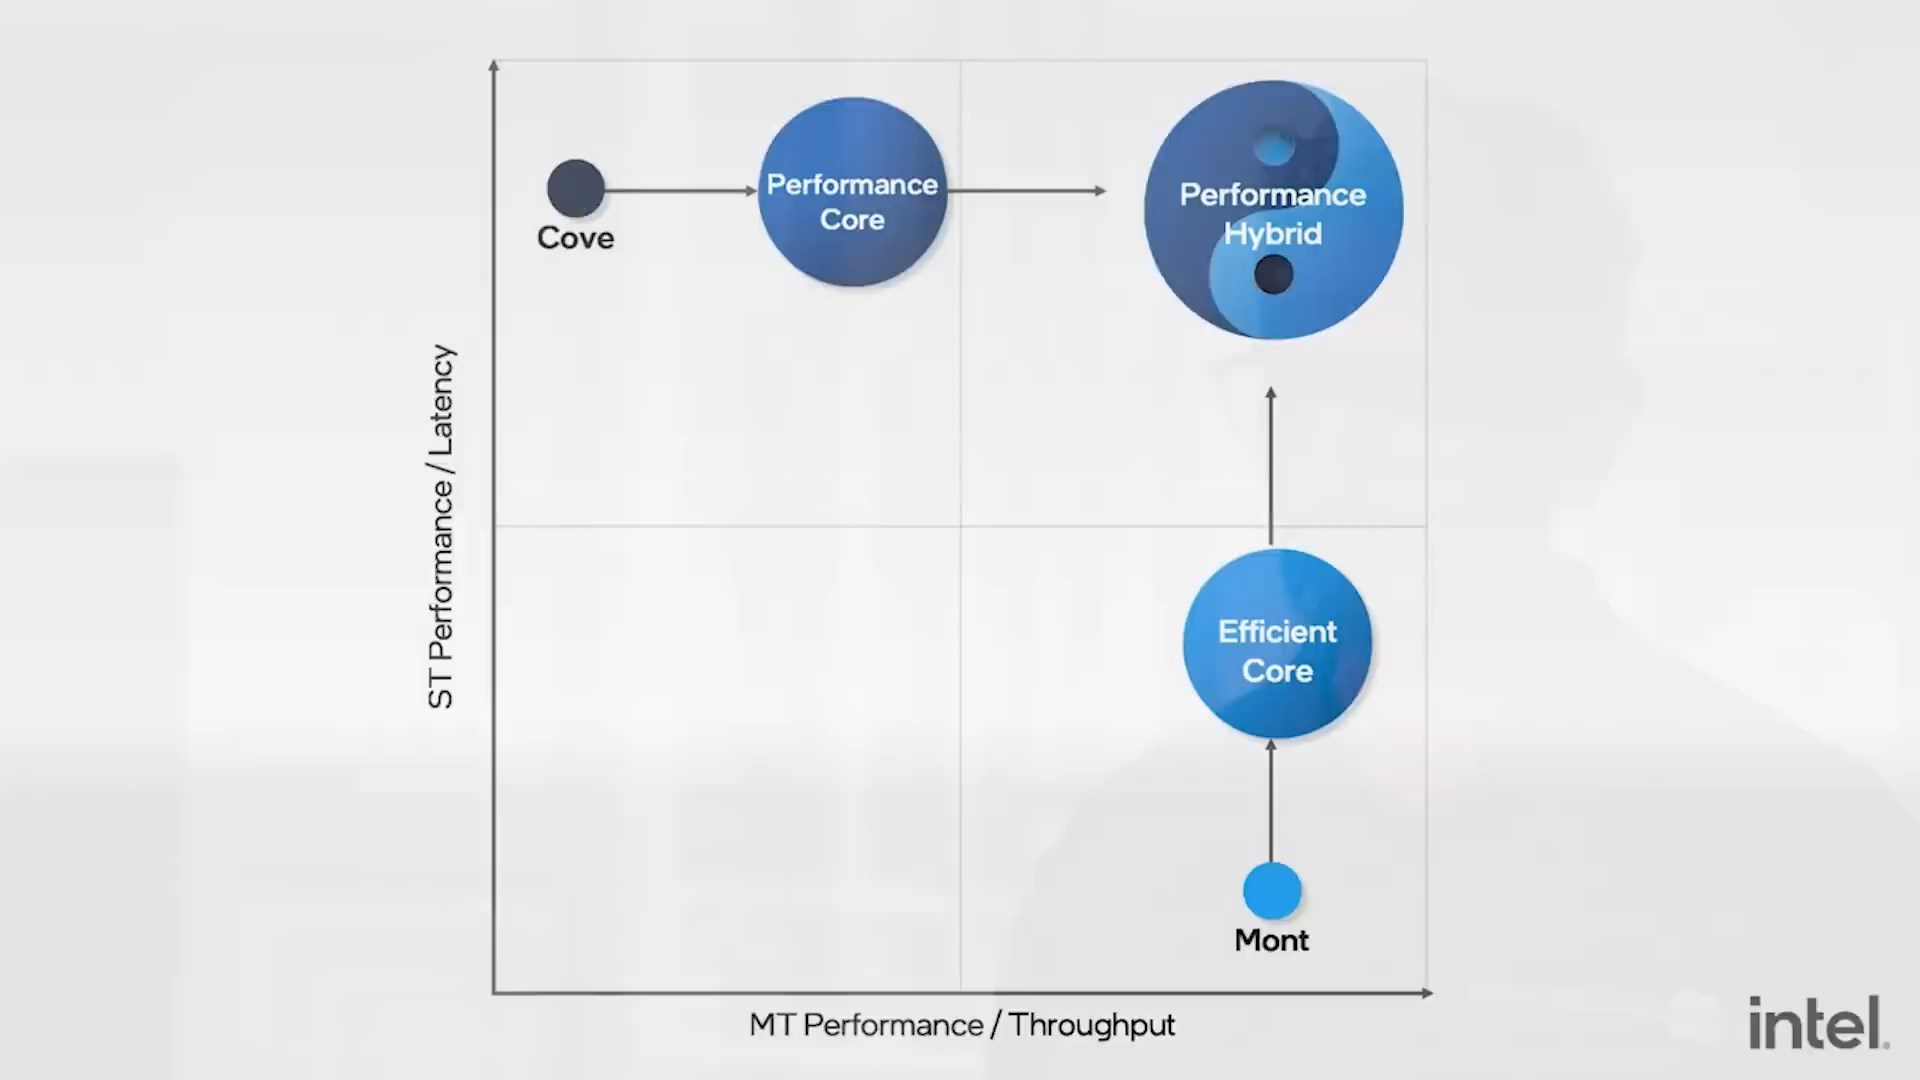 Performance
Core
Cove
Performance
Hybrid
ST Performance / Latency
Efficient
Core
Mont
MT Performance / Throughput
intel.